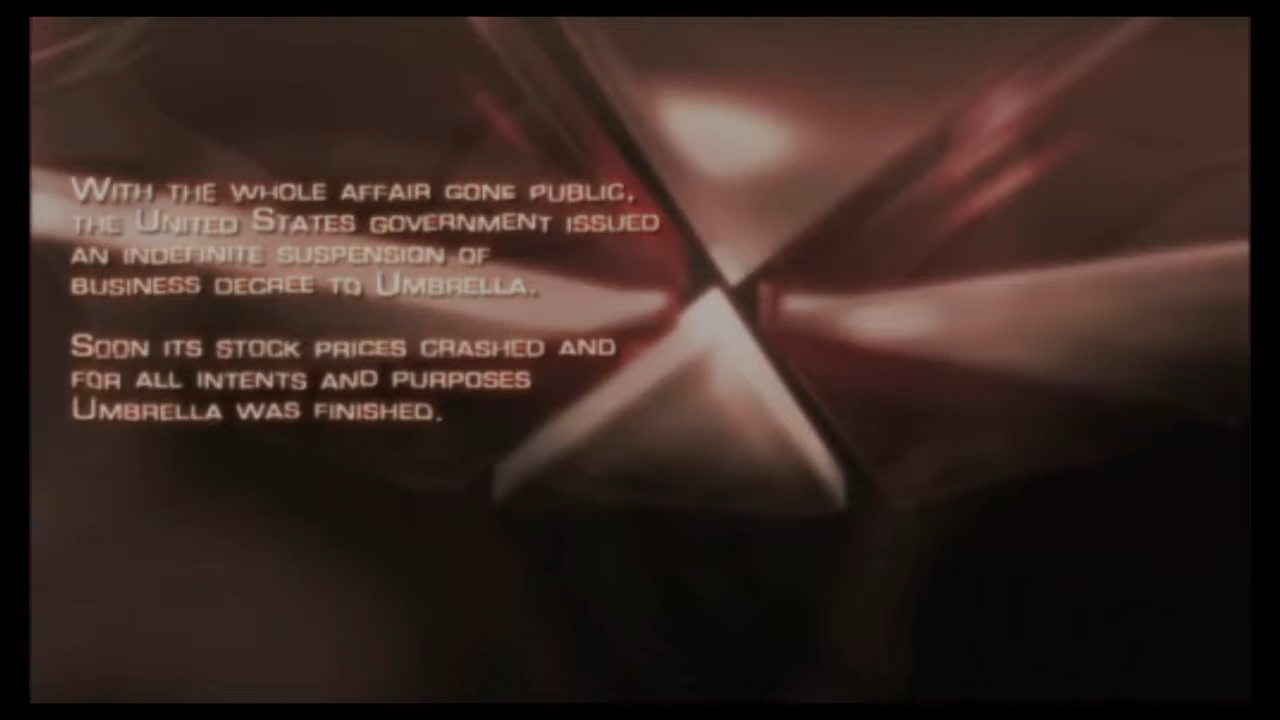 With the whole affair gone public,
the United States government issued
an indefinite suspension of
business decree to Umbrella.
Soon its stock prices crashed and
for all intents and purposes
Umbrella was finished.